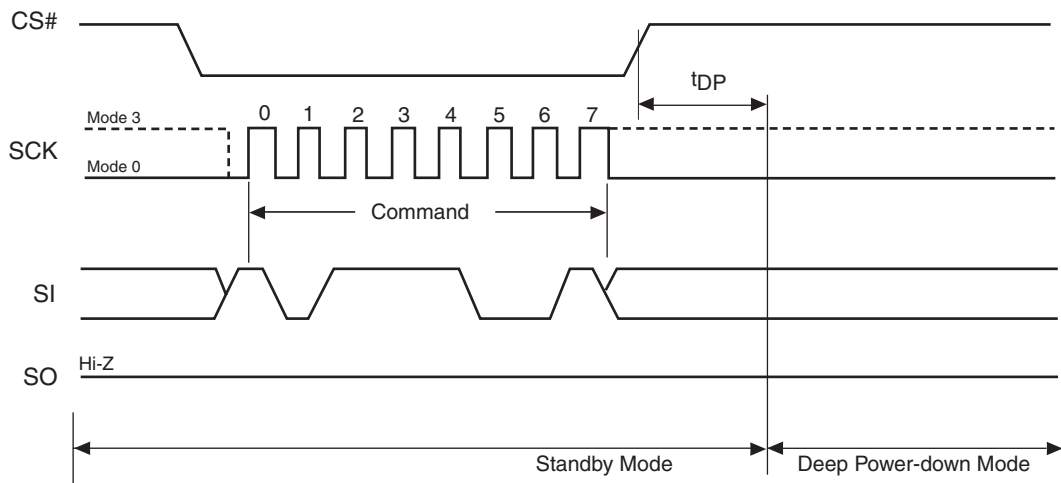 CS#
tDP
Mode 3
0 1 2 3 4 5 6 7
SCK
Mode 0
Command
SI
Hi-Z
SO
Standby Mode
Deep Power-down Mode